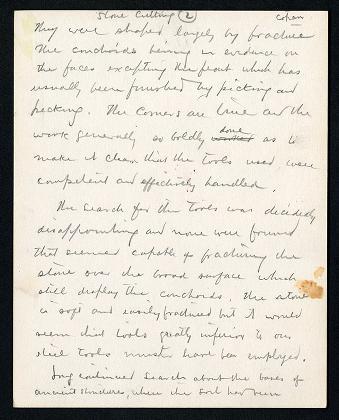 Stone Cutting (2) Copan
They were shaped largely by fracture
the conchoids being in evidence on
the faces excepting the front which has
usually been finished by picking and
pecking. The corners are true and the
work generally so boldly done as to
make it clear that the tools used were
competent and effectively handled.
The search for the tools was decidedly
disappointing and none were found
that seemed capable of fracturing the
stone over the broad surface which
still display the conchoids. The stone
is soft and easily fractured but it would
seem that tools greatly inferior to our
steel tools must have been employed.
Long continued search about the bases of
ancient structures, where the soil has been